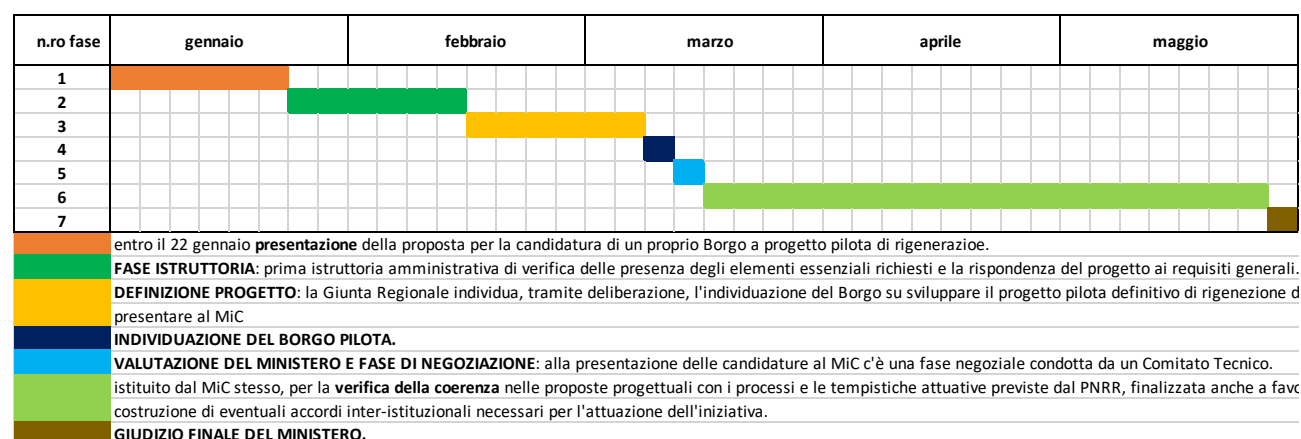 n.ro fase gennaio febbraio marzo aprile maggio
1
2
3
4
5
6
7
entro il 22 gennaio presentazione della proposta per la candidatura di un proprio Borgo a progetto pilota di rigenerazioe.
FASE ISTRUTTORIA: prima istruttoria amministrativa di verifica delle presenza degli elementi essenziali richiesti e la rispondenza del progetto ai requisiti generali.
DEFINIZIONE PROGETTO: la Giunta Regionale individua, tramite deliberazione, l'individuazione del Borgo su sviluppare il progetto pilota definitivo di rigenezione d
presentare al MiC
INDIVIDUAZIONE DEL BORGO PILOTA.
VALUTAZIONE DEL MINISTERO E FASE DI NEGOZIAZIONE: alla presentazione delle candidature al MiC c'è una fase negoziale condotta da un Comitato Tecnico.
istituito dal MiC stesso, per la verifica della coerenza nelle proposte progettuali con i processi e le tempistiche attuative previste dal PNRR, finalizzata anche a favo
costruzione di eventuali accordi inter-istituzionali necessari per l'attuazione dell'iniziativa.
GIUDIZIO FINALE DEL MINISTERO.